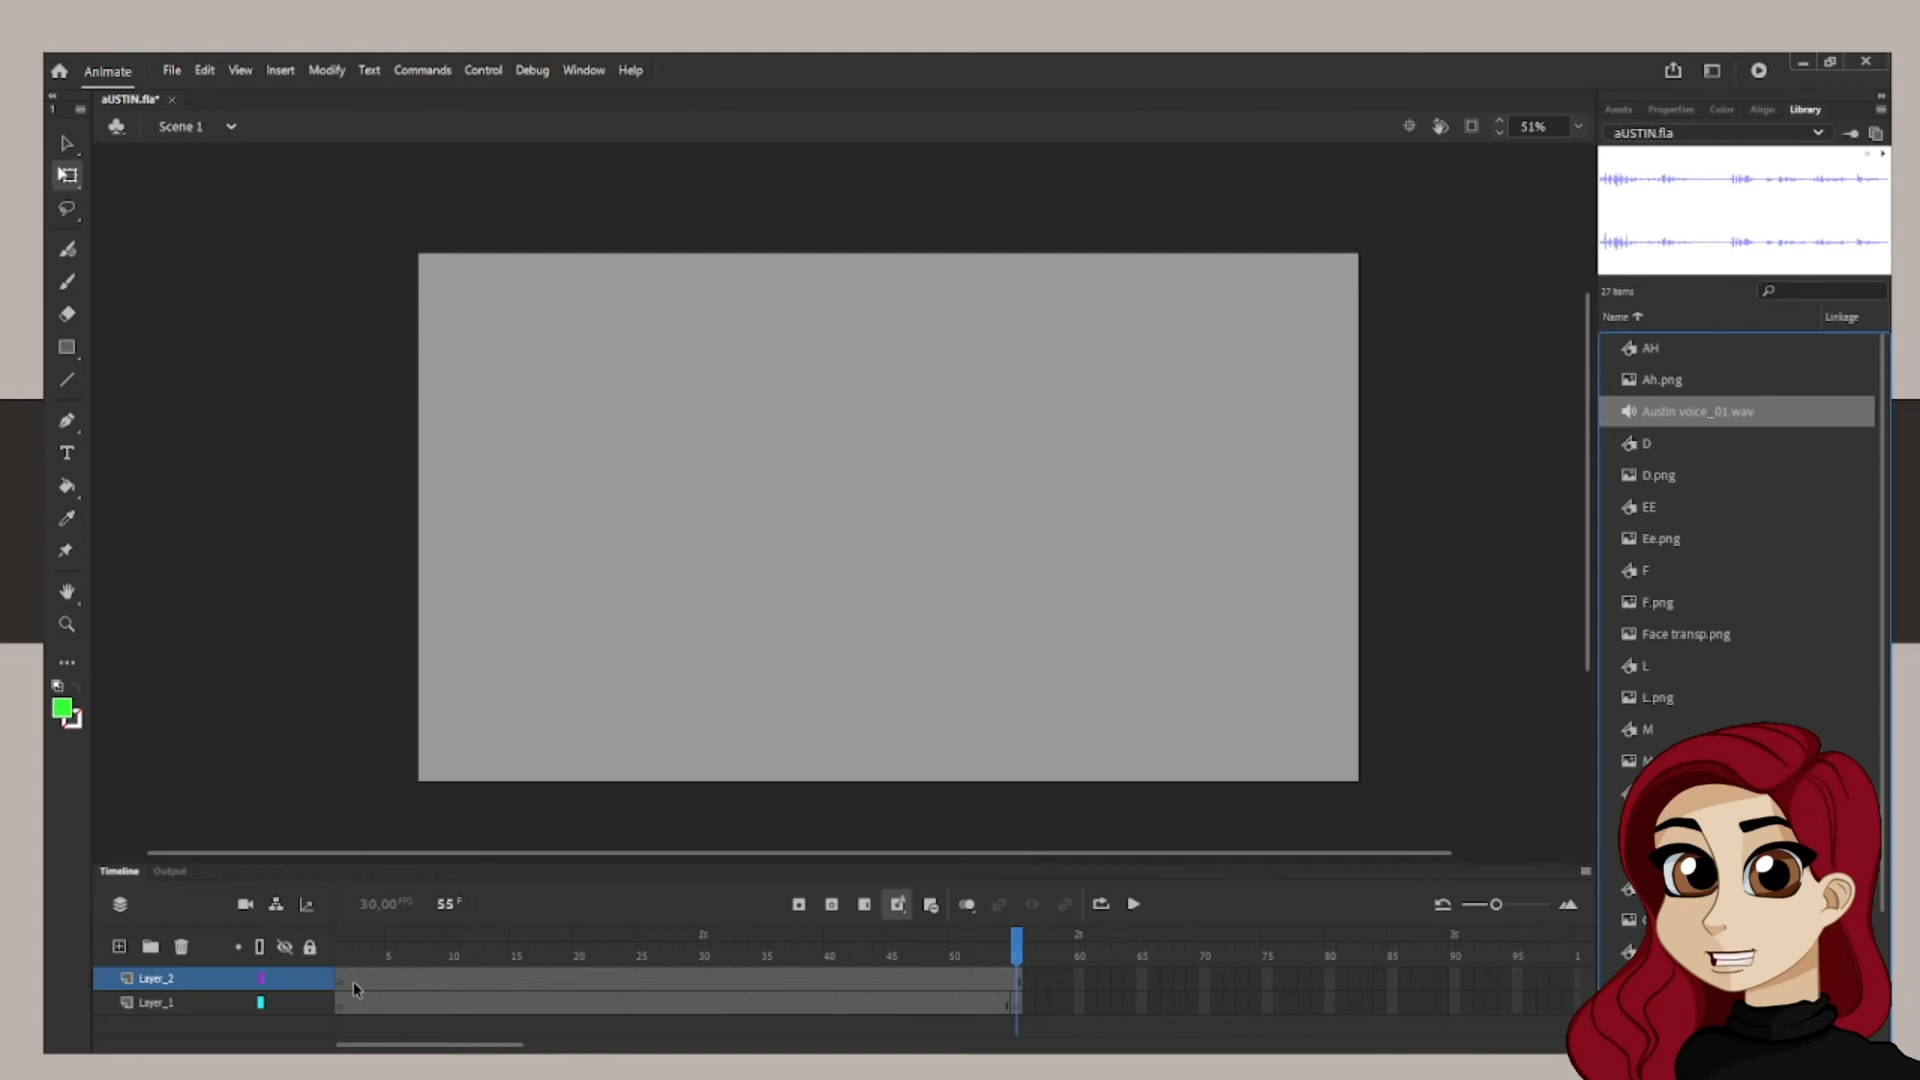 Animate File Edit View Insert Modify Text Commands Control Debug Window Help
aUSTIN.fla*
1
Scene 1
51%
Assets Properties Color Align Library
aUSTIN.fla
27 Items
Name Linkage
AH
Ah.png
Austin voice_01.wav
D
D.png
EE
Ee.png
F
F.png
Face transp.png
L
L.png
M
Timeline Output
30,00 FPS 55 F
2s 3s
5 10 15 20 25 30 35 40 45 50 60 65 70 75 80 85 90 95 1
Layer_2
Layer_1